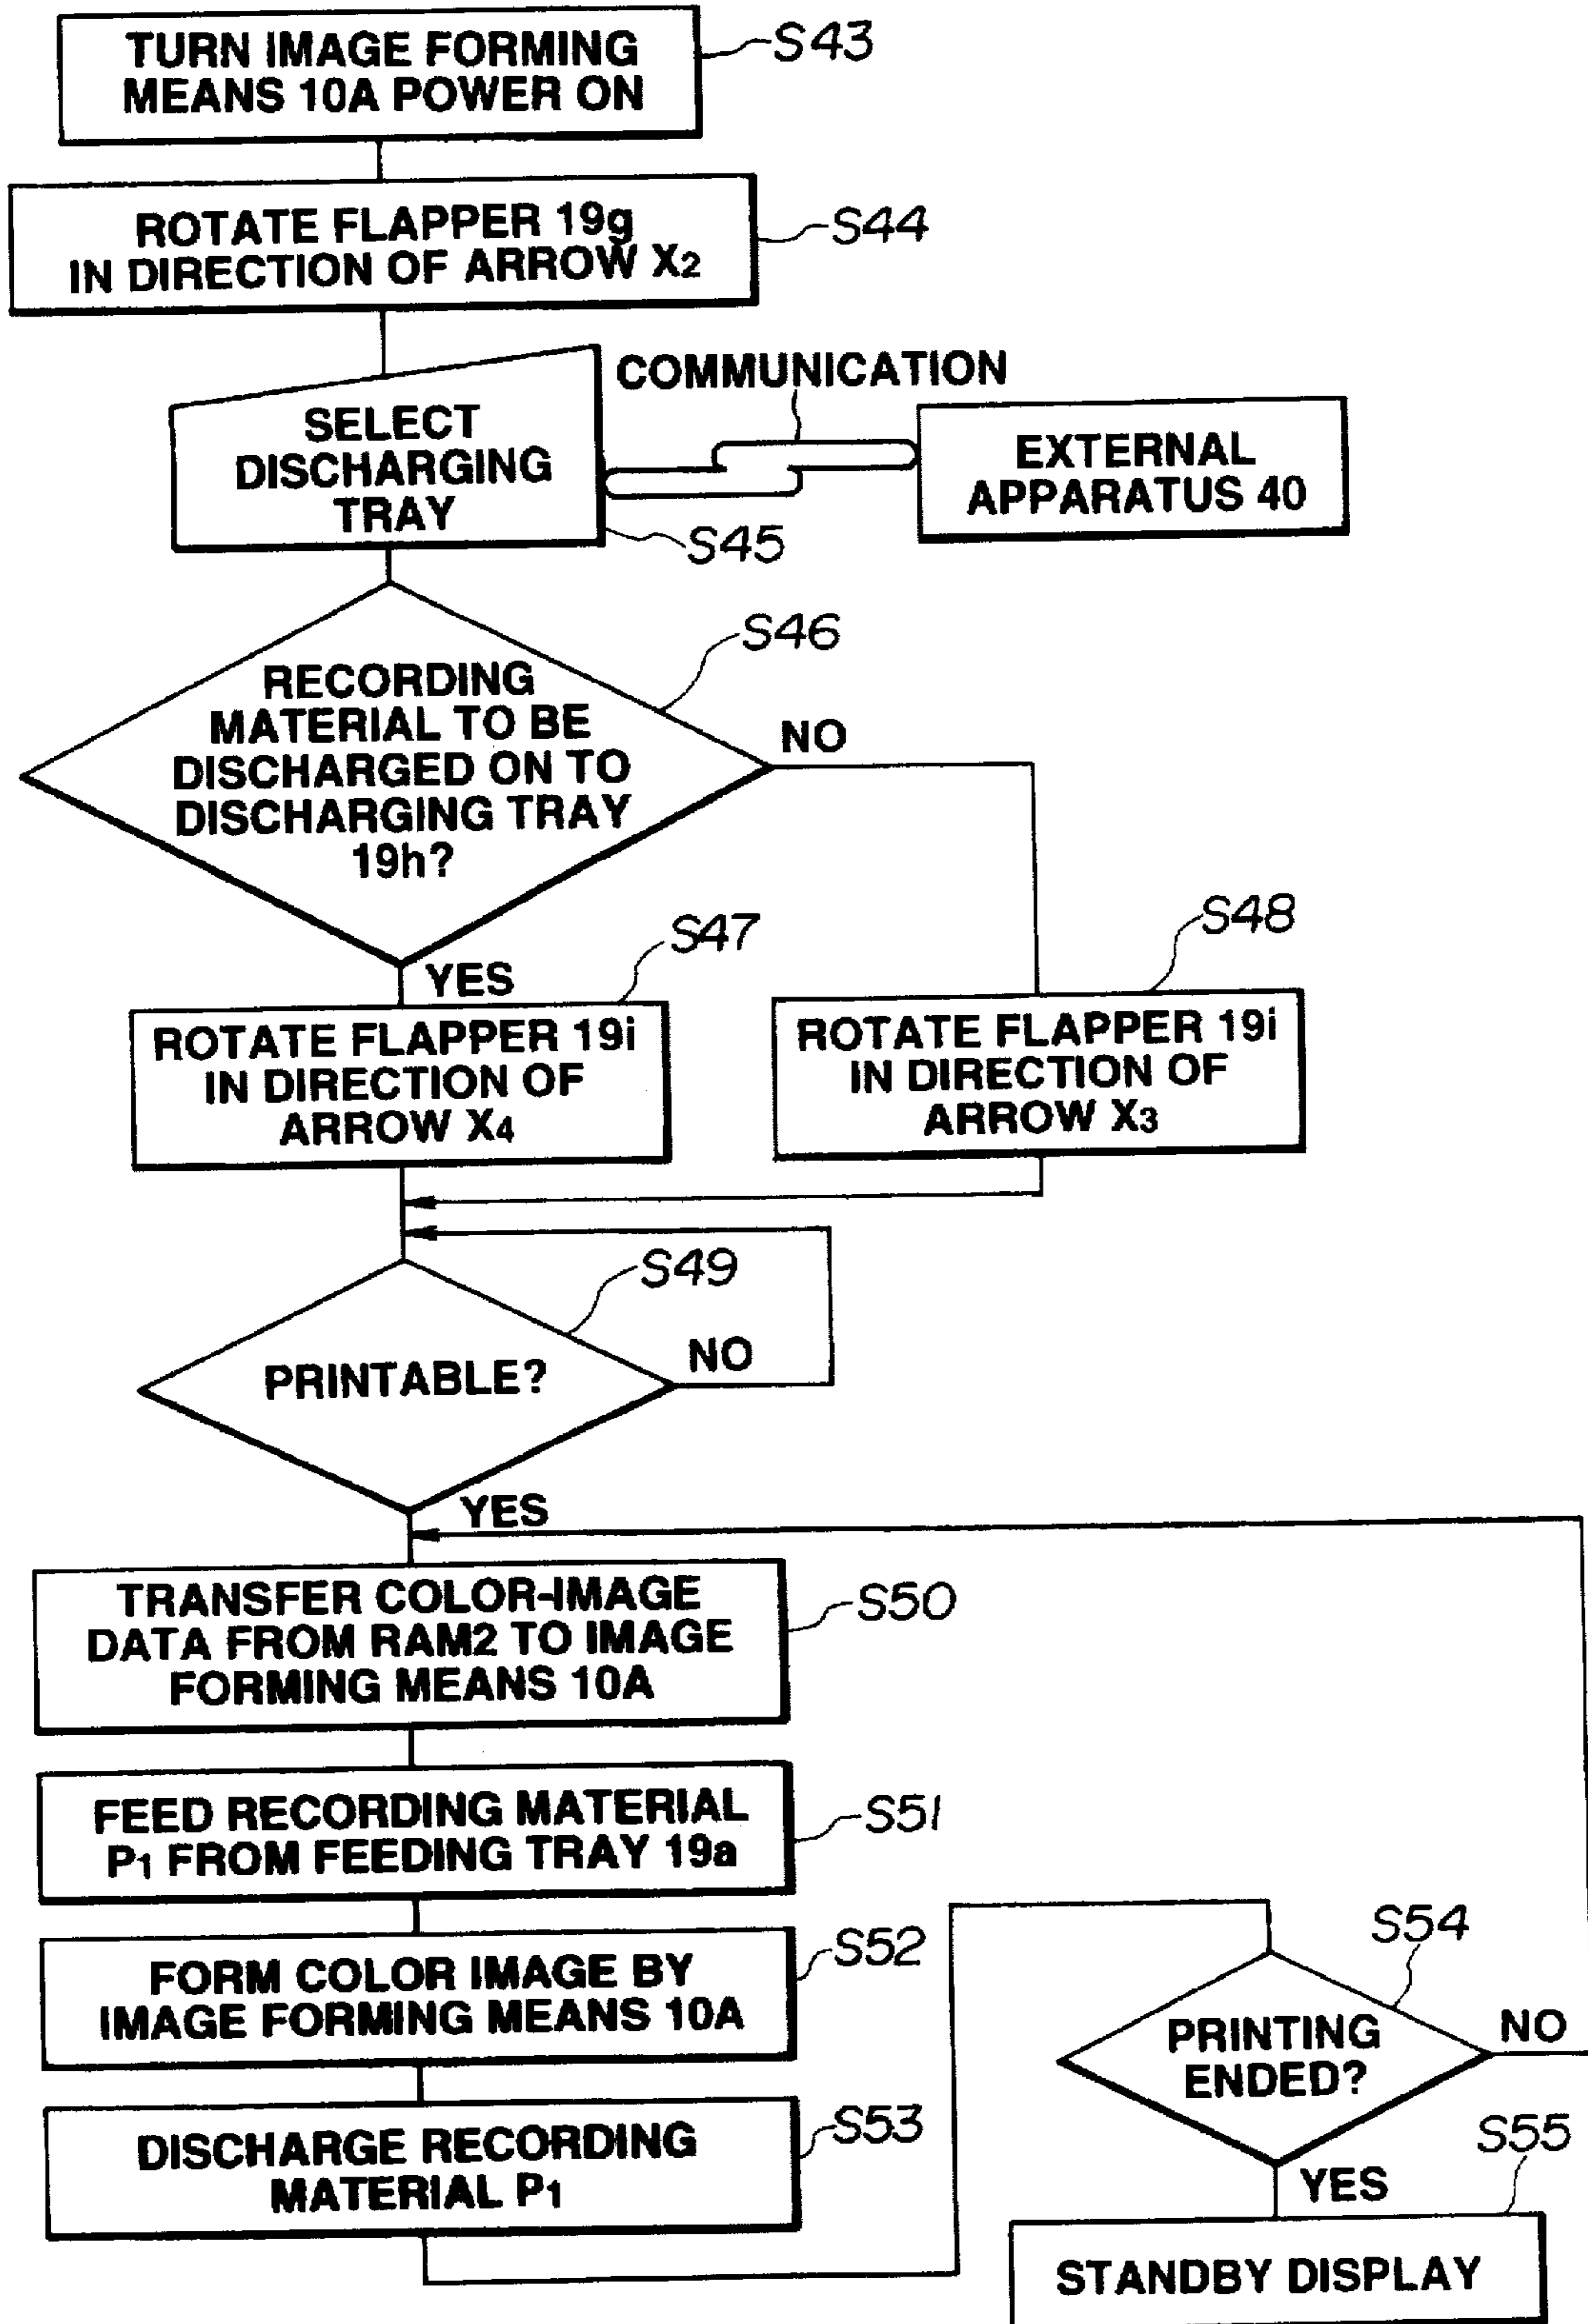 TURN IMAGE FORMING
MEANS 10A POWER ON
S43
ROTATE FLAPPER 19g
IN DIRECTION OF ARROW X2
S44
SELECT
DISCHARGING
TRAY
S45
COMMUNICATION
EXTERNAL
APPARATUS 40
RECORDING
MATERIAL TO BE
DISCHARGED ON TO
DISCHARGING TRAY
19h?
S46
NO
YES
S47
ROTATE FLAPPER 19i
IN DIRECTION OF
ARROW X4
S48
ROTATE FLAPPER 19i
IN DIRECTION OF
ARROW X3
S49
PRINTABLE?
NO
YES
TRANSFER COLOR-IMAGE
DATA FROM RAM2 TO IMAGE
FORMING MEANS 10A
S50
FEED RECORDING MATERIAL
P1 FROM FEEDING TRAY 19a
S51
FORM COLOR IMAGE BY
IMAGE FORMING MEANS 10A
S52
DISCHARGE RECORDING
MATERIAL P1
S53
S54
PRINTING
ENDED?
NO
YES
S55
STANDBY DISPLAY